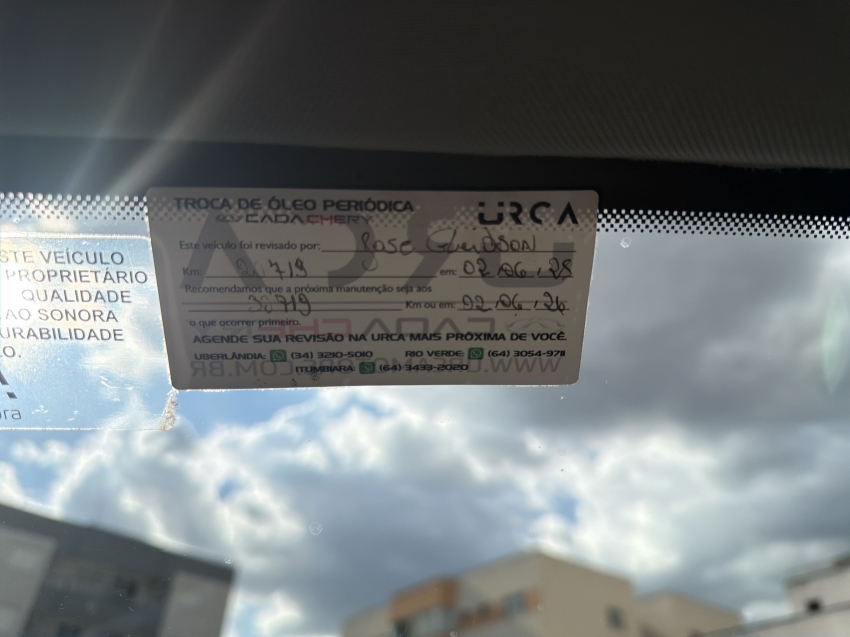 TROCA DE ÓLEO PERIÓDICA
CAOA CHERY
URCA
Este veículo foi revisado por: Jose
Km: em: 02.06.25
Recomendamos que a próxima manutenção seja aos
Km ou em: 02.06.26
o que ocorrer primeiro.
AGENDE SUA REVISÃO NA URCA MAIS PRÓXIMA DE VOCÊ.
UBERLÂNDIA: (34) 3210-5010 RIO VERDE: (64) 3054-9711
ITUMBIARA: (64) 3433-2020
STE VEÍCULO
PROPRIETÁRIO
QUALIDADE
AO SONORA
URABILIDADE
O.
ora